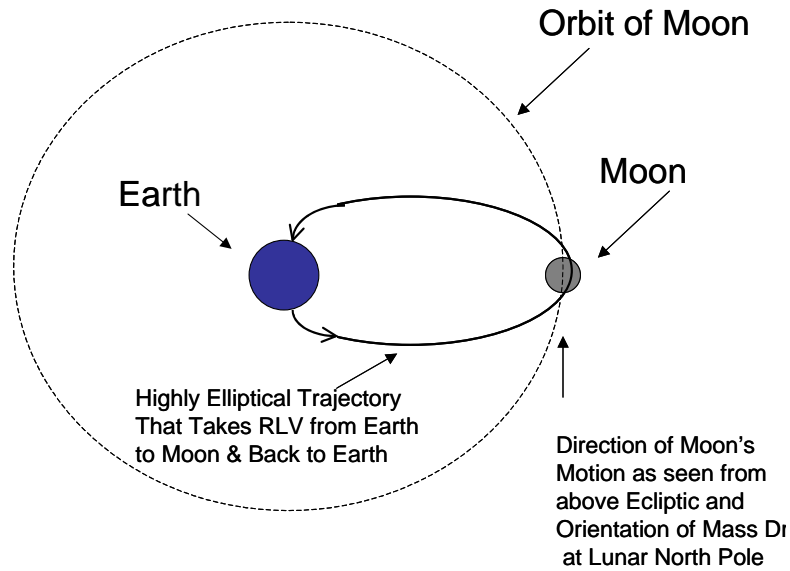 Orbit of Moon
Moon
Earth
Highly Elliptical Trajectory
That Takes RLV from Earth
to Moon & Back to Earth
Direction of Moon's
Motion as seen from
above Ecliptic and
Orientation of Mass Dr
at Lunar North Pole